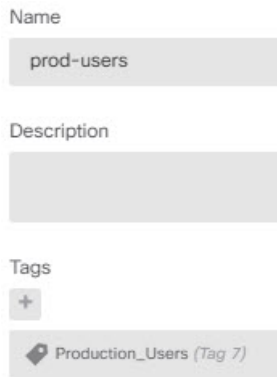 Name
prod-users
Description
Tags
+
Production_Users (Tag 7)